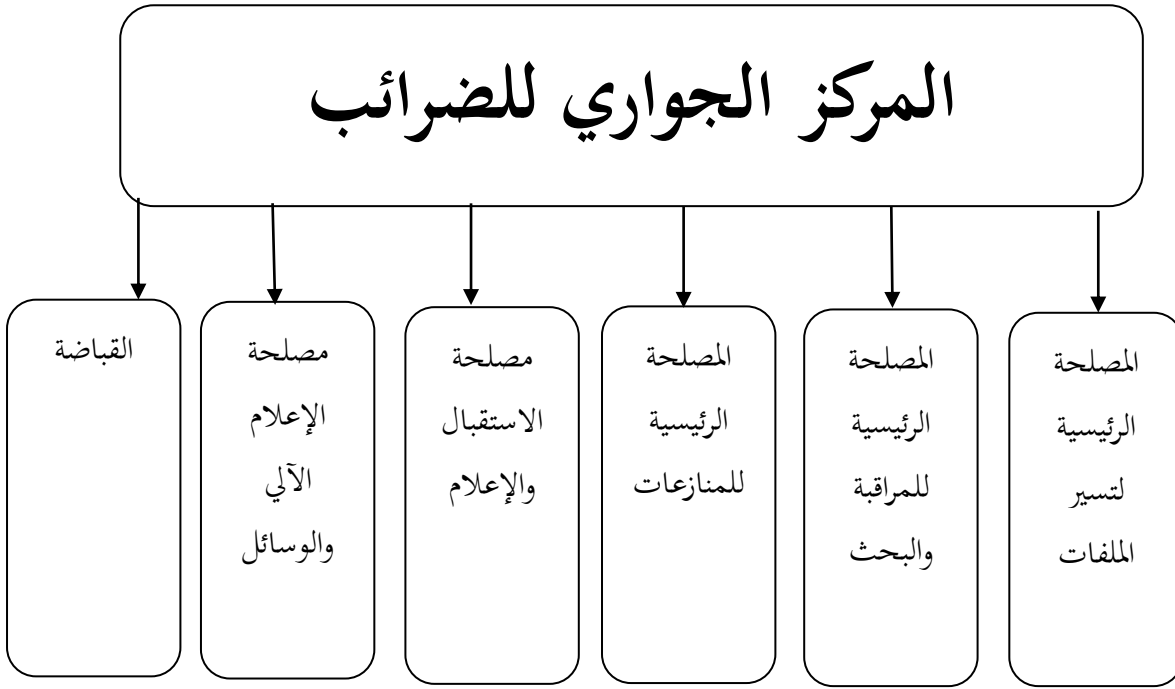 المركز الجواري للضرائب
المصلحة
الرئيسية
لتسير
الملفات
المصلحة
الرئيسية
للمراقبة
والبحث
المصلحة
الرئيسية
للمنازعات
مصلحة
الاستقبال
والإعلام
مصلحة
الإعلام
الآلي
والوسائل
القباضة